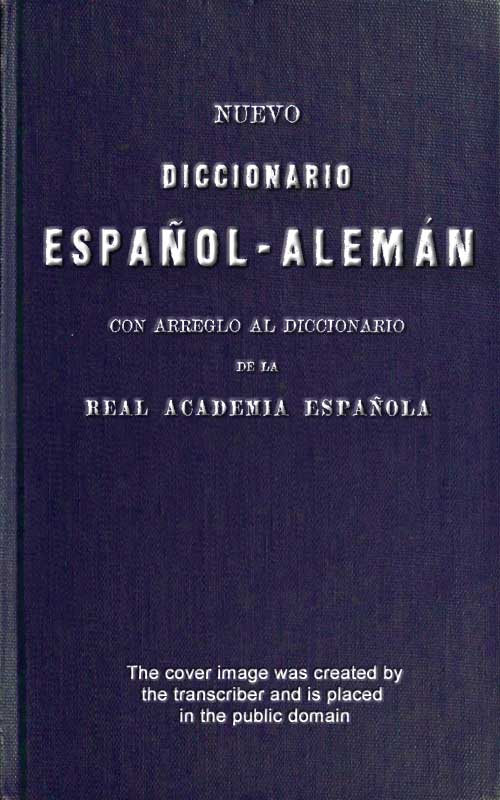 NUEVO
DICCIONARIO
ESPAÑOL-ALEMÁN
CON ARREGLO AL DICCIONARIO
DE LA
REAL ACADEMIA ESPAÑOLA
The cover image was created by
the transcriber and is placed
in the public domain